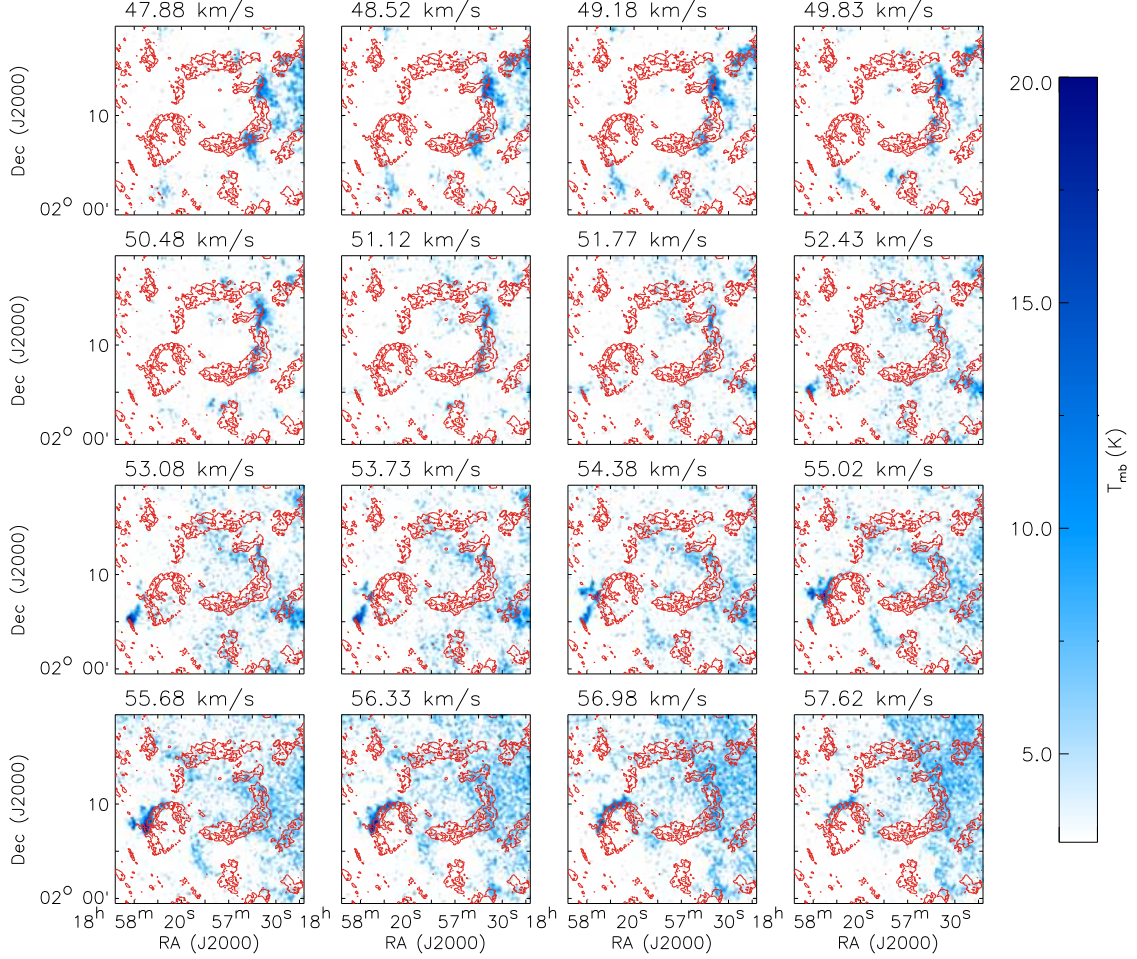 47.88 km/s 48.52 km/s 49.18 km/s 49.83 km/s
Dec (J2000)
10
02° 00'
20.0
50.48 km/s 51.12 km/s 51.77 km/s 52.43 km/s
Dec (J2000)
10
02° 00'
15.0
53.08 km/s 53.73 km/s 54.38 km/s 55.02 km/s
Dec (J2000)
10
02° 00'
10.0
T_mb (K)
55.68 km/s 56.33 km/s 56.98 km/s 57.62 km/s
Dec (J2000)
10
02° 00'
5.0
18h 58m 20s 57m 30s 18h 58m 20s 57m 30s 18h 58m 20s 57m 30s 18h 58m 20s 57m 30s
RA (J2000) RA (J2000) RA (J2000) RA (J2000)